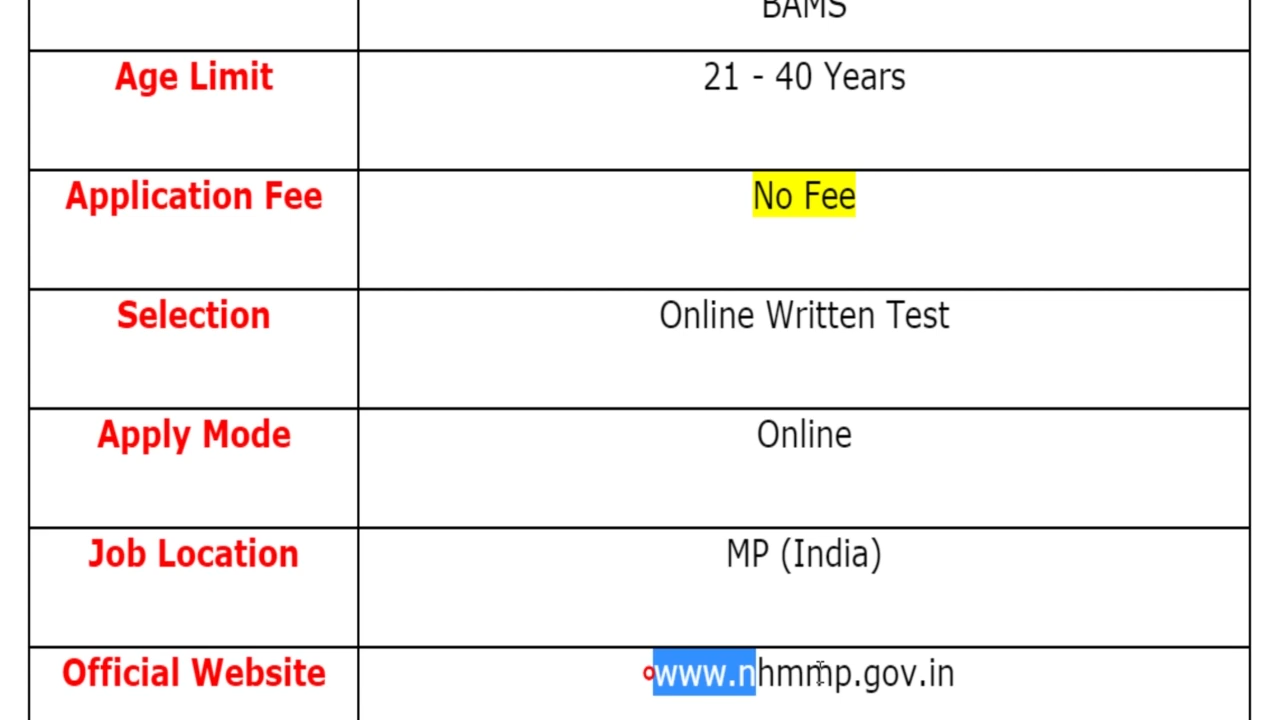 BAMS
Age Limit 21 - 40 Years
Application Fee No Fee
Selection Online Written Test
Apply Mode Online
Job Location MP (India)
Official Website www.nhmmp.gov.in